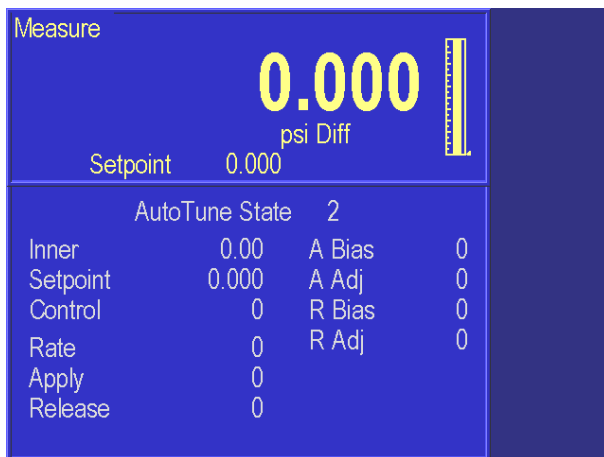 Measure
0.000
psi Diff
Setpoint 0.000
AutoTune State 2
Inner 0.00 A Bias 0
Setpoint 0.000 A Adj 0
Control 0 R Bias 0
Rate 0 R Adj 0
Apply 0
Release 0